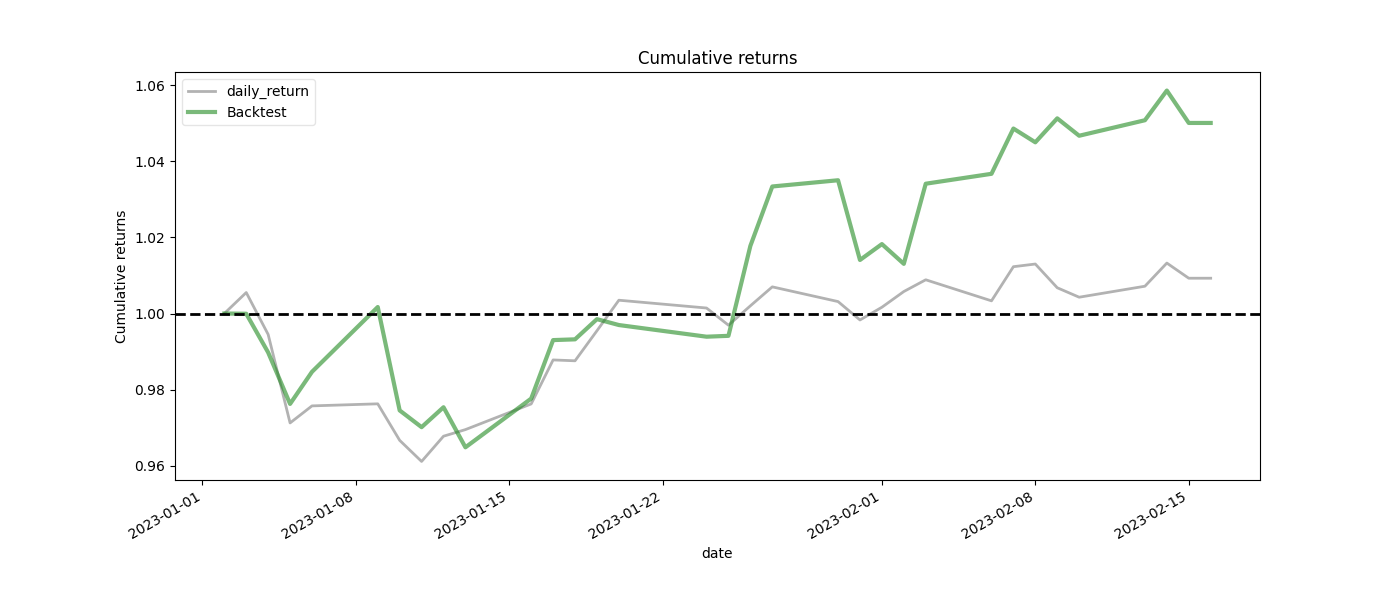 Cumulative returns
daily_return
Backtest
Cumulative returns
1.06
1.04
1.02
1.00
0.98
0.96
2023-01-01
2023-01-08
2023-01-15
2023-01-22
2023-02-01
2023-02-08
2023-02-15
date